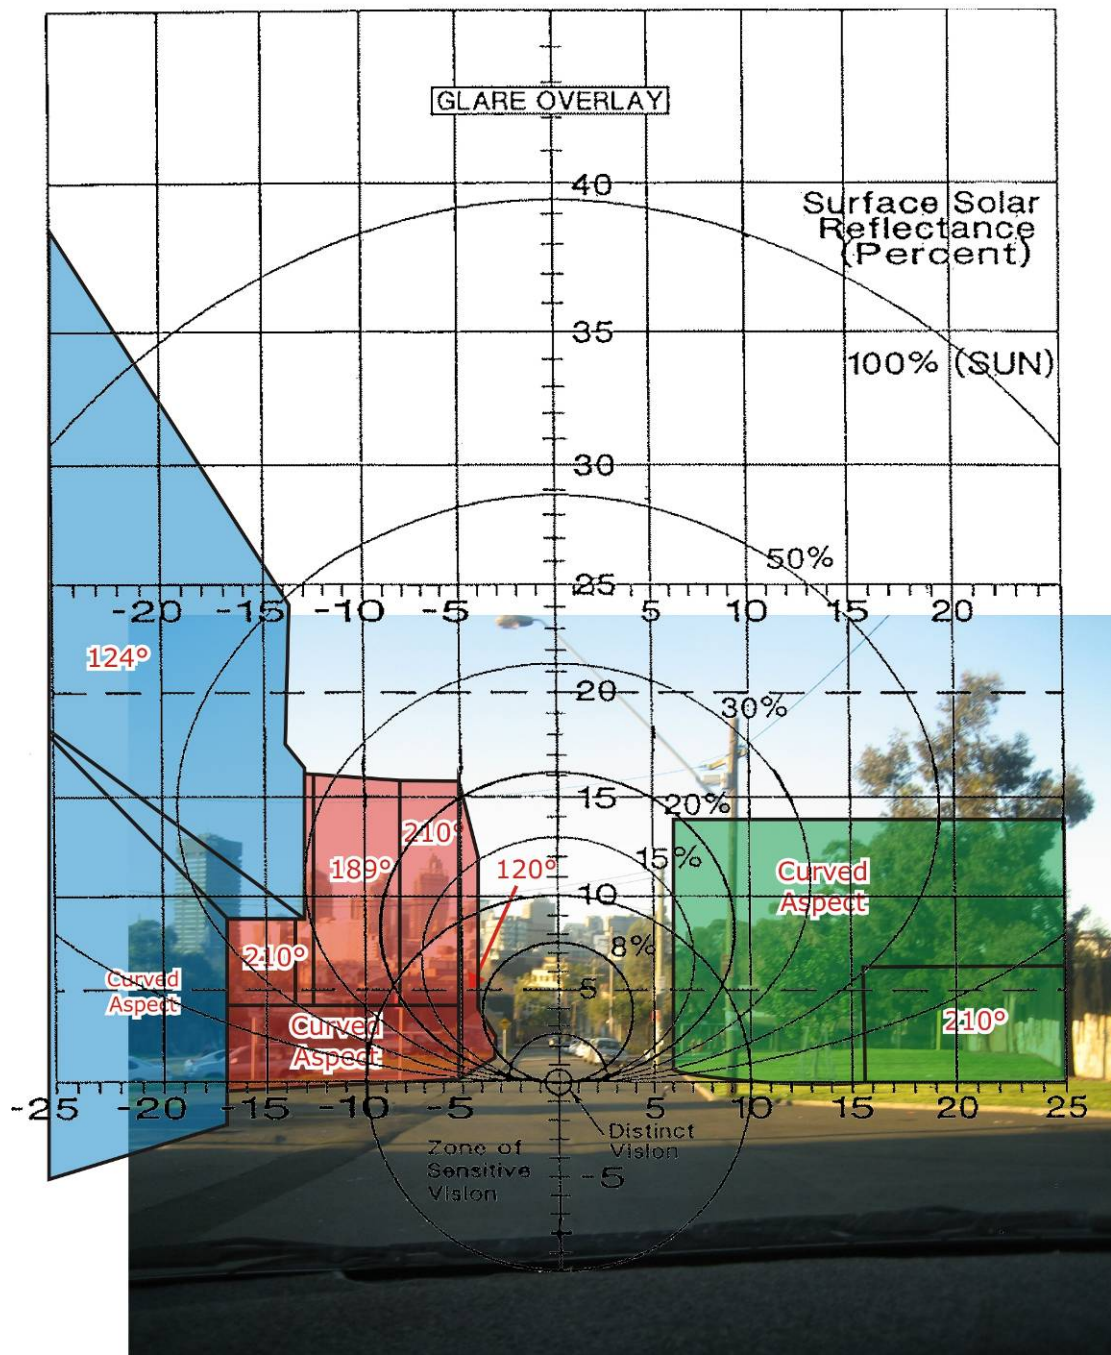 GLARE OVERLAY
40
Surface Solar
Reflectance
(Percent)
35
100% (SUN)
30
50%
25
-20 -15 -10 -5 5 10 15 20
124°
20
30%
15
20%
210°
15%
189°
120°
Curved
Aspect
10
8%
210°
Curved
Aspect
5
Curved
Aspect
210°
-25 -20 -15 -10 -5 5 10 15 20 25
Distinct
Vision
Zone of
Sensitive
Vision
-5